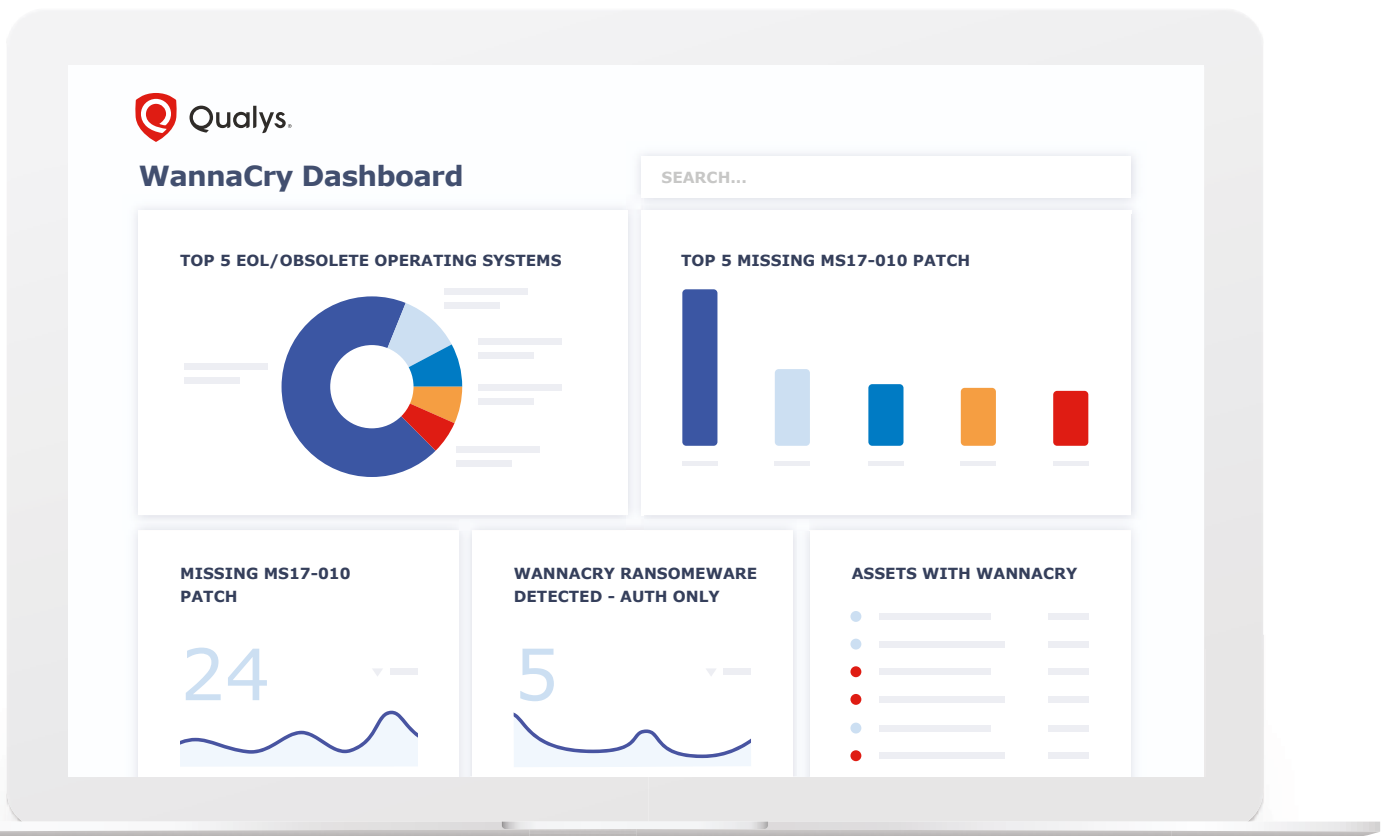 Qualys.
WannaCry Dashboard
SEARCH...
TOP 5 EOL/OBSOLETE OPERATING SYSTEMS
TOP 5 MISSING MS17-010 PATCH
MISSING MS17-010
PATCH
24
WANNACRY RANSOMEWARE
DETECTED - AUTH ONLY
5
ASSETS WITH WANNACRY